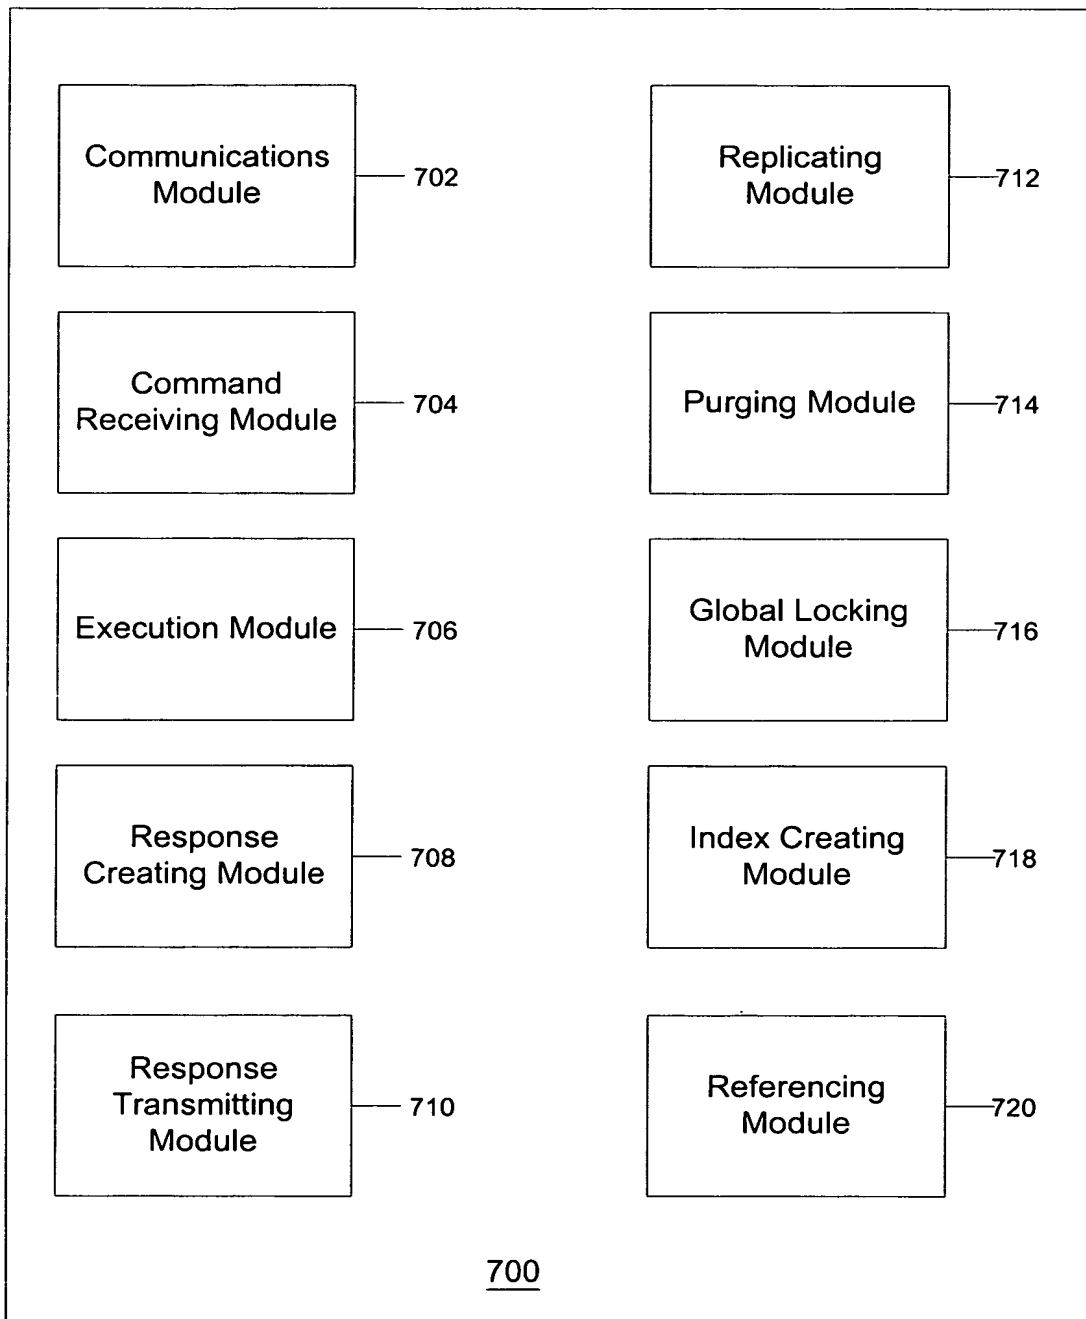 Communications
Module
702
Command
Receiving Module
704
Execution Module
706
Response
Creating Module
708
Response
Transmitting
Module
710
Replicating
Module
712
Purging Module
714
Global Locking
Module
716
Index Creating
Module
718
Referencing
Module
720
700